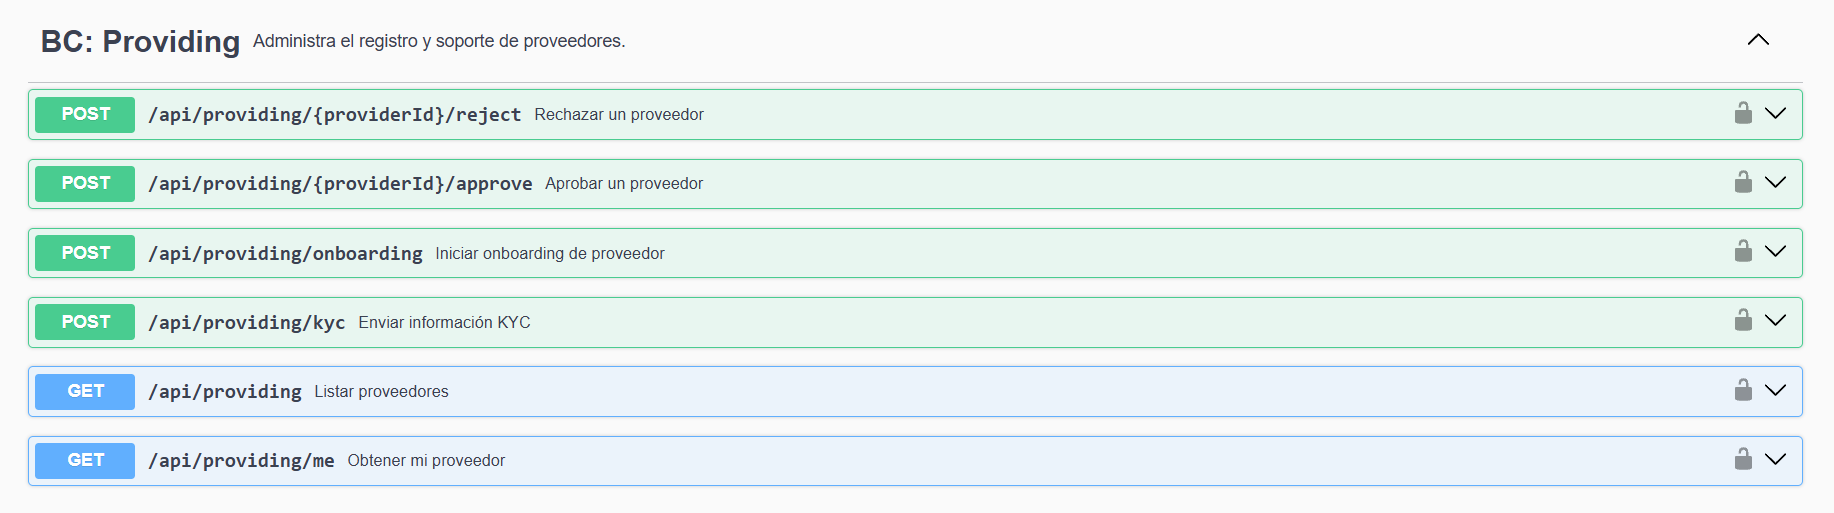 BC: Providing Administra el registro y soporte de proveedores.
POST /api/providing/{providerId}/reject Rechazar un proveedor
POST /api/providing/{providerId}/approve Aprobar un proveedor
POST /api/providing/onboarding Iniciar onboarding de proveedor
POST /api/providing/kyc Enviar información KYC
GET /api/providing Listar proveedores
GET /api/providing/me Obtener mi proveedor